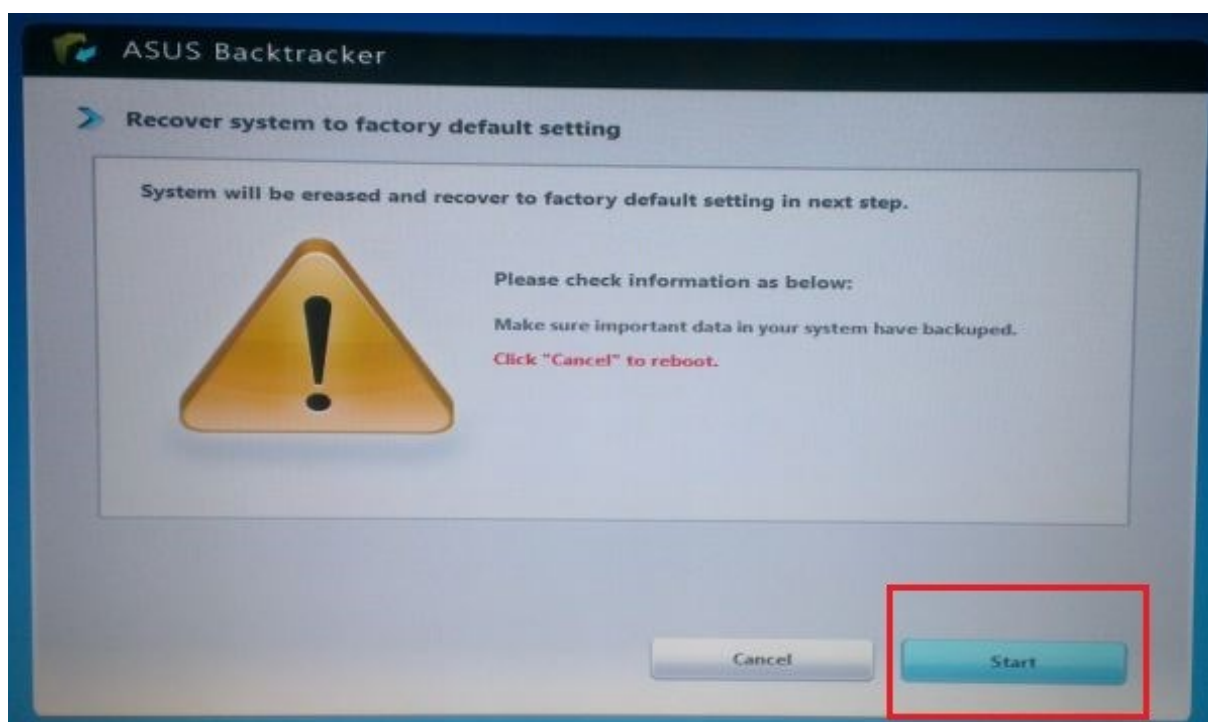 ASUS Backtracker
Recover system to factory default setting
System will be ereased and recover to factory default setting in next step.
Please check information as below:
Make sure important data in your system have backuped.
Click "Cancel" to reboot.
Cancel
Start